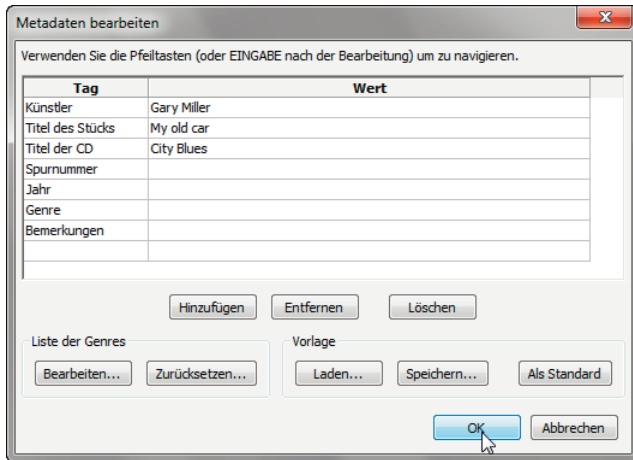 Metadaten bearbeiten
Verwenden Sie die Pfeiltasten (oder EINGABE nach der Bearbeitung) um zu navigieren.
Tag Wert
Künstler Gary Miller
Titel des Stücks My old car
Titel der CD City Blues
Spurnummer
Jahr
Genre
Bemerkungen
Hinzufügen Entfernen Löschen
Liste der Genres Vorlage
Bearbeiten... Zurücksetzen... Laden... Speichern... Als Standard
OK Abbrechen